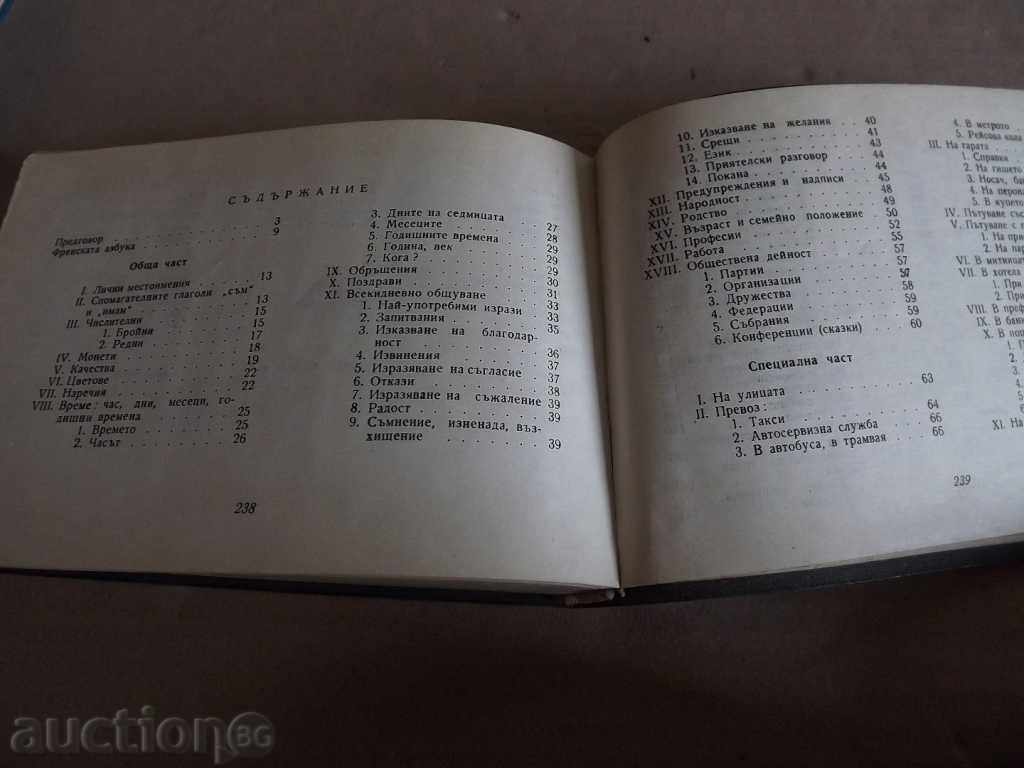 СЪДЪРЖАНИЕ
Предговор . . . 3
Френската азбука . . . 9
Обща част
I. Лични местоимения . . . 13
II. Спомагателните глаголи „съм"
и „имам" . . . 13
III. Числителни . . . 15
1. Бройни . . . 15
2. Редни . . . 17
IV. Монети . . . 18
V. Качества . . . 19
VI. Цветове . . . 22
VII. Наречия . . . 22
VIII. Време: час, дни, месеци, го-
дишни времена . . . 25
1. Времето . . . 25
2. Часът . . . 26
238
3. Дните на седмицата
4. Месеците . . . 27
5. Годишните времена . . . 28
6. Година, век . . . 29
7. Кога? . . . 29
IX. Обръщения . . . 29
X. Поздрави . . . 30
XI. Всекидневно общуване . . . 31
1. Най-употребими изрази . . . 33
2. Запитвания . . . 33
3. Изказване на благодар-
ност . . . 35
4. Извинения . . . 36
5. Изразяване на съгласие . 37
6. Откази . . . 37
7. Изразяване на съжаление 38
8. Радост . . . 39
9. Съмнение, изненада, въз-
хищение . . . 39
10. Изказване на желания . . . 40
11. Срещи . . . 41
12. Език . . . 43
13. Приятелски разговор . . . 44
14. Покана . . . 44
XII. Предупреждения и надписи . 45
XIII. Народност . . . 48
XIV. Родство . . . 49
XV. Възраст и семейно положение . 50
XVI. Професии . . . 52
XVII. Работа . . . 55
XVIII. Обществена дейност . . . 57
1. Партии . . . 57
2. Организации . . . 57
3. Дружества . . . 58
4. Федерации . . . 59
5. Събрания . . . 59
6. Конференции (сказки) . . . 60
Специална част
I. На улицата . . . 63
II. Превоз:
1. Такси . . . 64
2. Автосервизна служба . . . 66
3. В автобуса, в трамвая . . . 66
239
4. В метрото
5. Рейсова кола
III. На гарата
1. Справки
2. На гишето
3. Носач,
4. На перон
5. В купето
IV. Пътуване със
V. Пътуване с
1. На
2. На
VI. В
VII. В хотела
1. При
2. При
VIII. В
IX. В бан
X. В
XI. На
auction BG